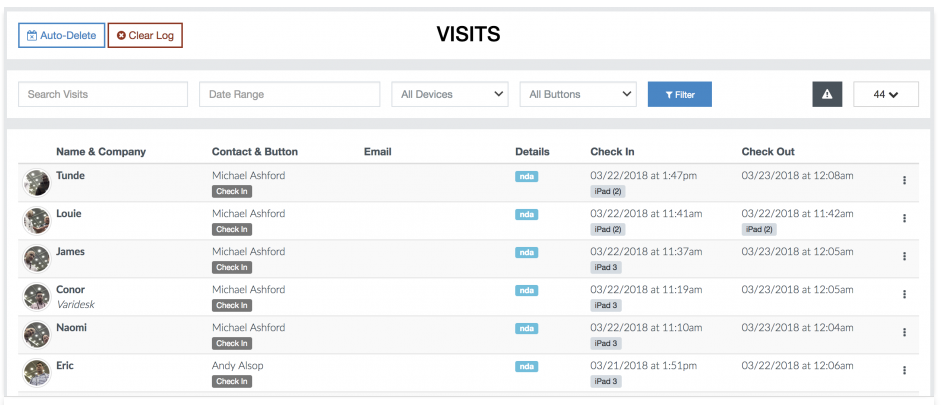 Auto-Delete Clear Log VISITS
Search Visits Date Range All Devices All Buttons Filter 44
Name & Company Contact & Button Email Details Check In Check Out
Tunde Michael Ashford nda 03/22/2018 at 1:47pm 03/23/2018 at 12:08am
Check In iPad (2)
Louie Michael Ashford nda 03/22/2018 at 11:41am 03/22/2018 at 11:42am
Check In iPad (2) iPad (2)
James Michael Ashford nda 03/22/2018 at 11:37am 03/23/2018 at 12:05am
Check In iPad 3
Conor Michael Ashford nda 03/22/2018 at 11:19am 03/23/2018 at 12:05am
Varidesk Check In iPad 3
Naomi Michael Ashford nda 03/22/2018 at 11:10am 03/23/2018 at 12:04am
Check In iPad 3
Eric Andy Alsop nda 03/21/2018 at 1:51pm 03/22/2018 at 12:06am
Check In iPad 3